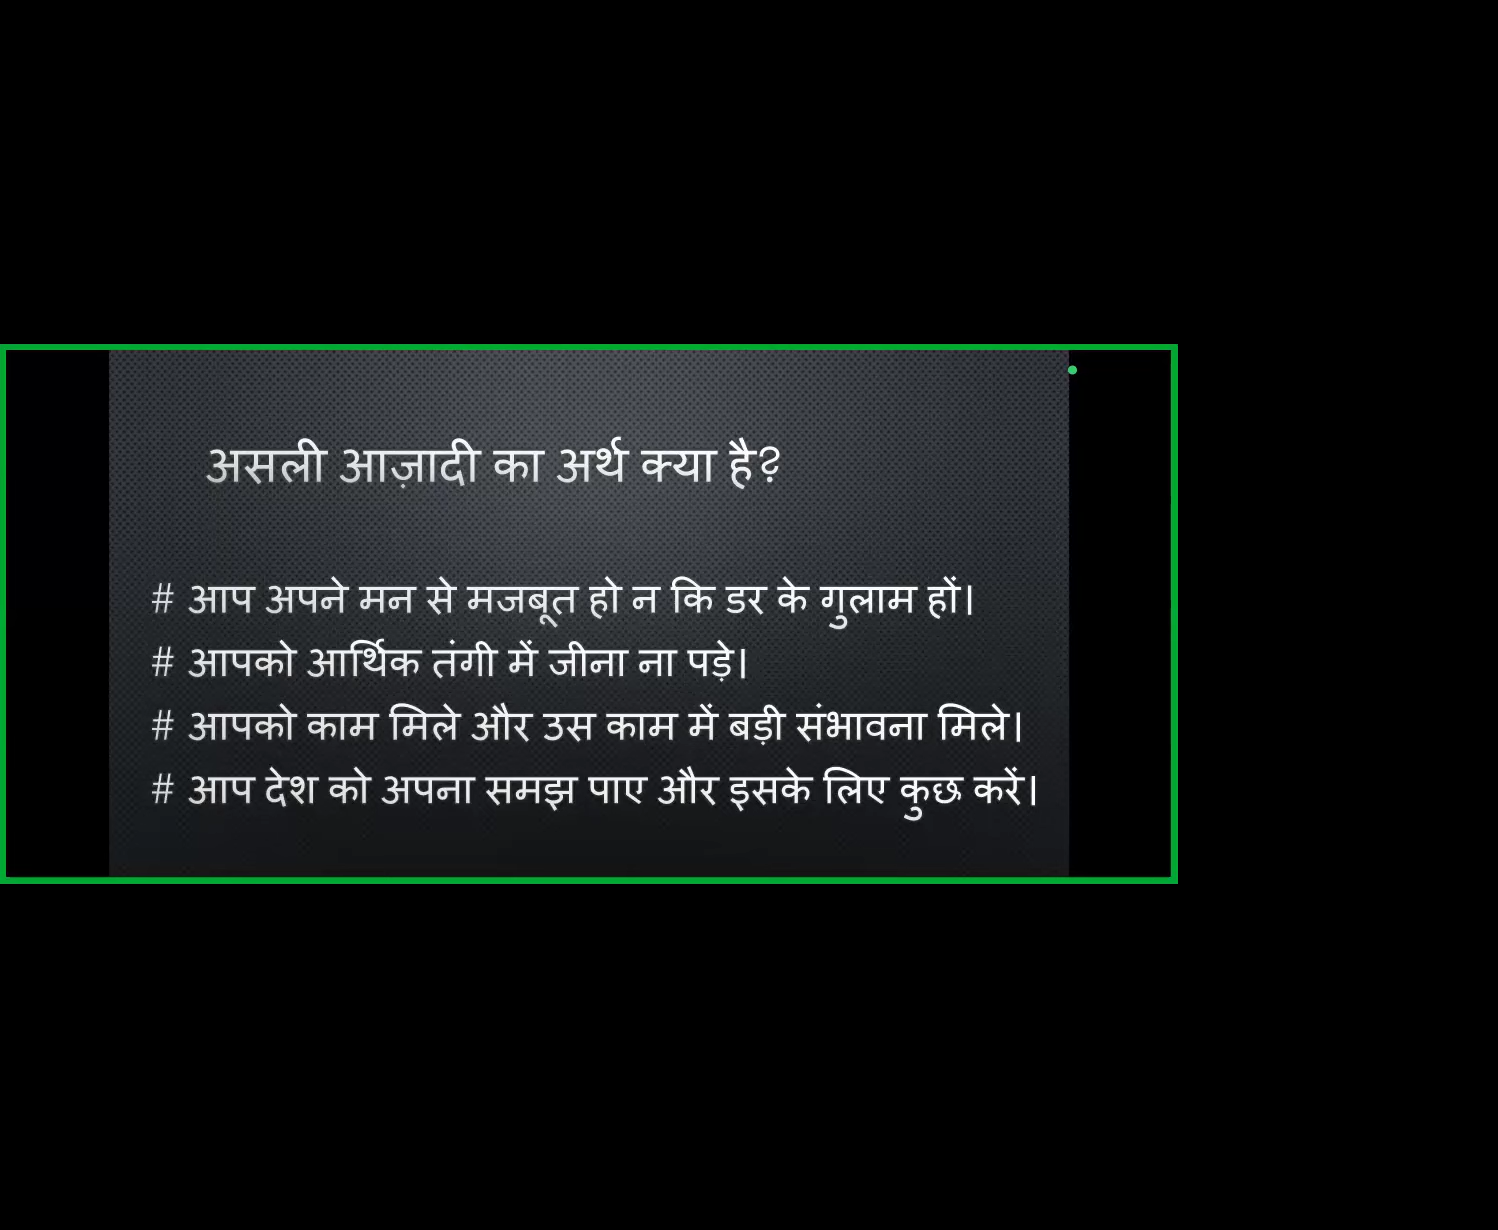 असली आज़ादी का अर्थ क्या है?
# आप अपने मन से मजबूत हो न कि डर के गुलाम हों।
# आपको आर्थिक तंगी में जीना ना पड़े।
# आपको काम मिले और उस काम में बड़ी संभावना मिले।
# आप देश को अपना समझ पाए और इसके लिए कुछ करें।